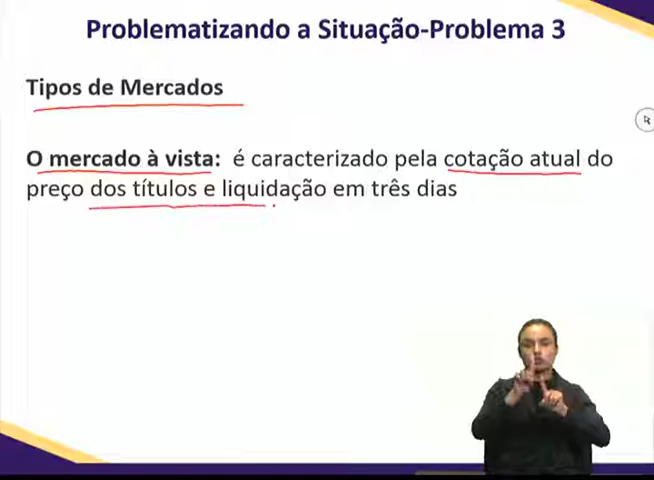 Problematizando a Situação-Problema 3
Tipos de Mercados
O mercado à vista: é caracterizado pela cotação atual do
preço dos títulos e liquidação em três dias